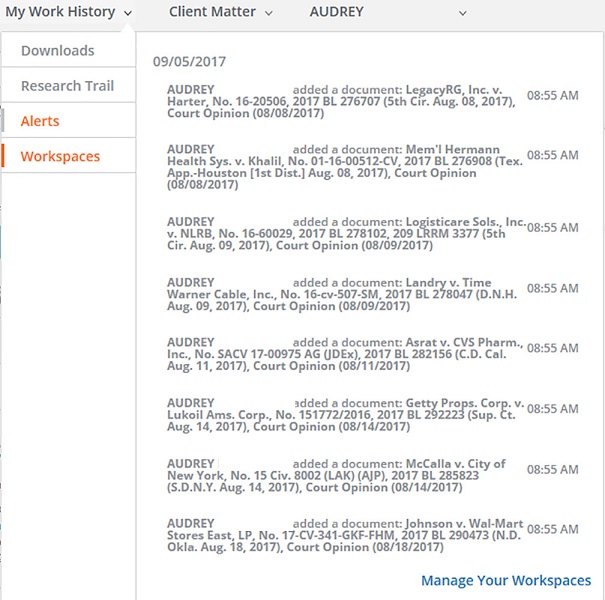 My Work History Client Matter AUDREY
Downloads
Research Trail
Alerts
Workspaces
09/05/2017
AUDREY added a document: LegacyRG, Inc. v.
Harter, No. 16-20506, 2017 BL 276707 (5th Cir. Aug. 08, 2017),
Court Opinion (08/08/2017)
08:55 AM
AUDREY added a document: Mem'l Hermann
Health Sys. v. Khalil, No. 01-16-00512-CV, 2017 BL 276908 (Tex.
App.-Houston [1st Dist.] Aug. 08, 2017), Court Opinion
(08/08/2017)
08:55 AM
AUDREY added a document: Logisticare Sols., Inc.
v. NLRB, No. 16-60029, 2017 BL 278102, 209 LRRM 3377 (5th
Cir. Aug. 09, 2017), Court Opinion (08/09/2017)
08:55 AM
AUDREY added a document: Landry v. Time
Warner Cable, Inc., No. 16-cv-507-SM, 2017 BL 278047 (D.N.H.
Aug. 09, 2017), Court Opinion (08/09/2017)
08:55 AM
AUDREY added a document: Asrat v. CVS Pharm.,
Inc., No. SACV 17-00975 AG (JDEx), 2017 BL 282156 (C.D. Cal.
Aug. 11, 2017), Court Opinion (08/11/2017)
08:55 AM
AUDREY added a document: Getty Props. Corp. v.
Lukoil Ams. Corp., No. 151772/2016, 2017 BL 292223 (Sup. Ct.
Aug. 14, 2017), Court Opinion (08/14/2017)
08:55 AM
AUDREY added a document: McCalla v. City of
New York, No. 15 Civ. 8002 (LAK) (AJP), 2017 BL 285823
(S.D.N.Y. Aug. 14, 2017), Court Opinion (08/14/2017)
08:55 AM
AUDREY added a document: Johnson v. Wal-Mart
Stores East, LP, No. 17-CV-341-GKF-FHM, 2017 BL 290473 (N.D.
Okla. Aug. 18, 2017), Court Opinion (08/18/2017)
08:55 AM
Manage Your Workspaces